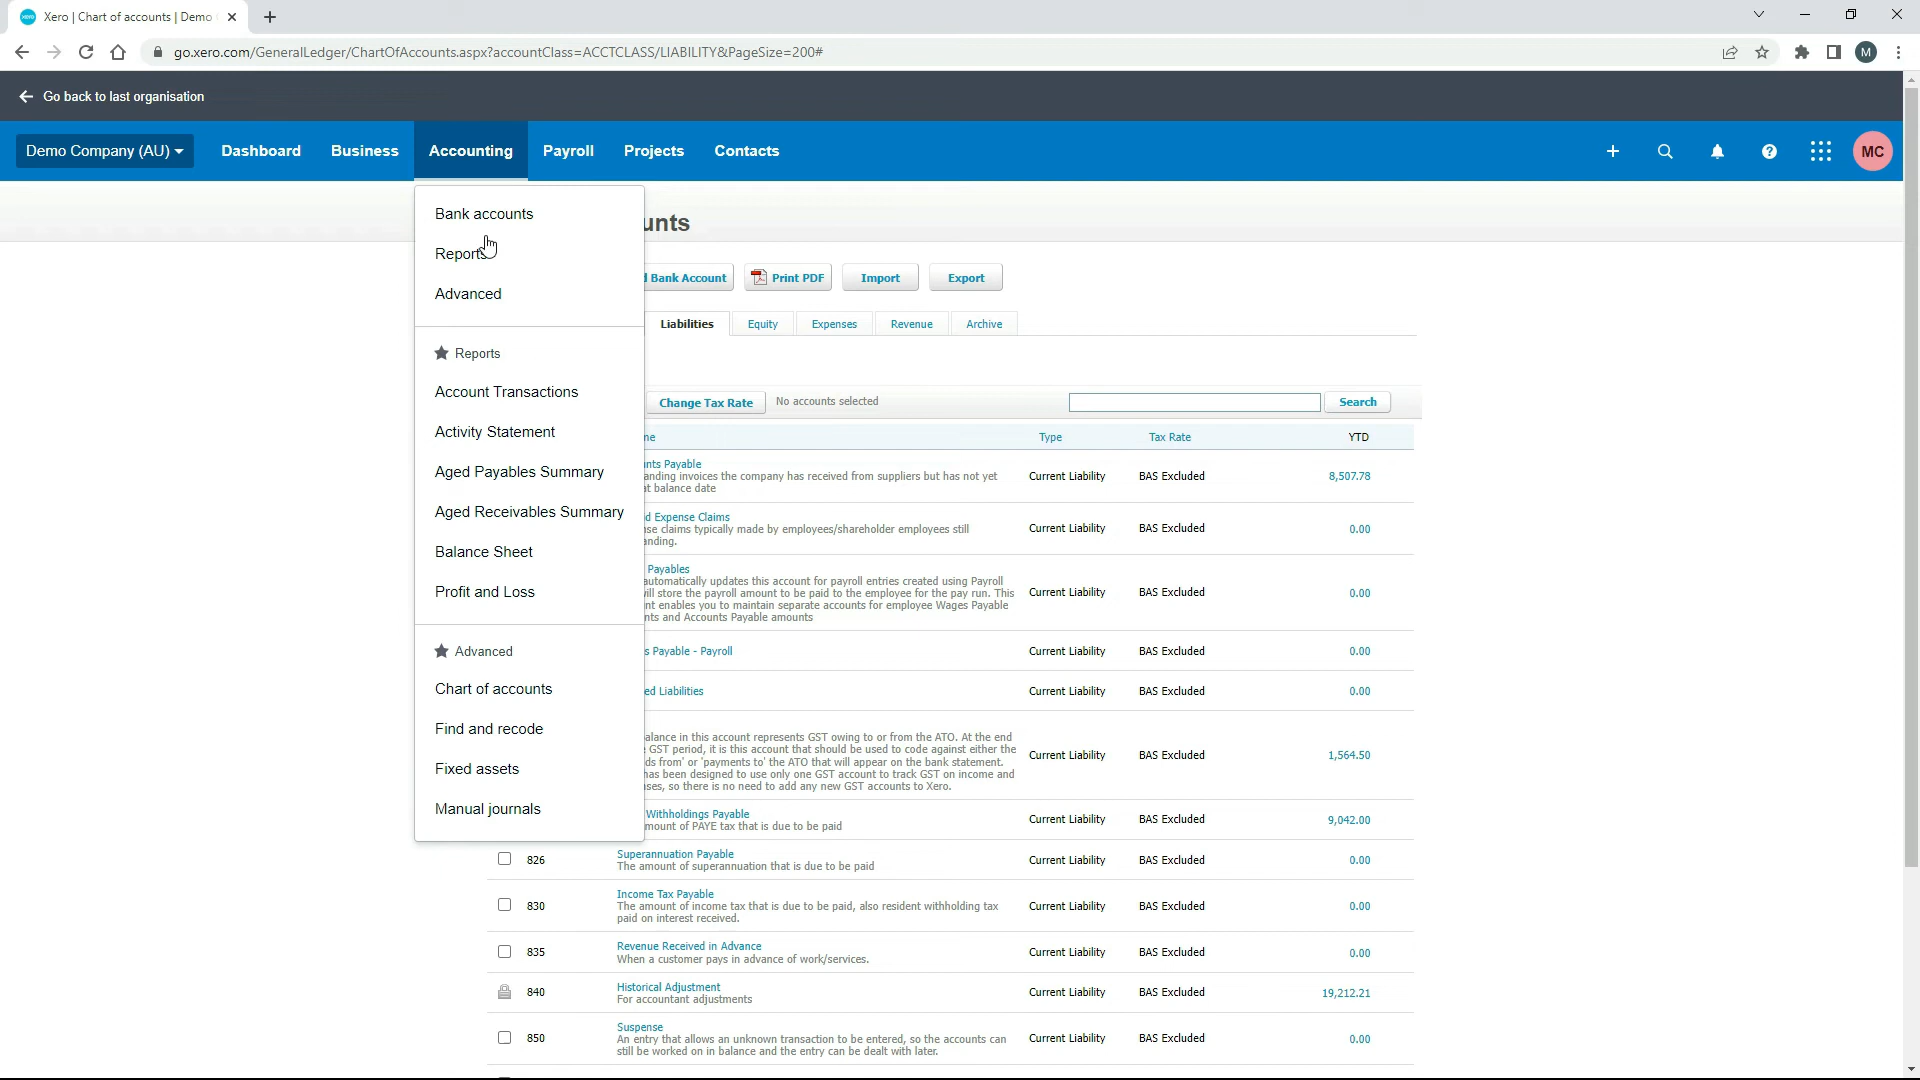 Xero | Chart of accounts | Demo
go.xero.com/GeneralLedger/ChartOfAccounts.aspx?accountClass=ACCTCLASS/LIABILITY&PageSize=200#
M
Go back to last organisation
Demo Company (AU) Dashboard Business Accounting Payroll Projects Contacts
MC
Bank accounts
Reports
Advanced
Reports
Account Transactions
Activity Statement
Aged Payables Summary
Aged Receivables Summary
Balance Sheet
Profit and Loss
Advanced
Chart of accounts
Find and recode
Fixed assets
Manual journals
unts
d Bank Account Print PDF Import Export
Liabilities Equity Expenses Revenue Archive
Change Tax Rate No accounts selected Search
me Type Tax Rate YTD
unts Payable
anding invoices the company has received from suppliers but has not yet
at balance date
Current Liability BAS Excluded 8,507.78
id Expense Claims
se claims typically made by employees/shareholder employees still
anding.
Current Liability BAS Excluded 0.00
Payables
automatically updates this account for payroll entries created using Payroll
will store the payroll amount to be paid to the employee for the pay run. This
nt enables you to maintain separate accounts for employee Wages Payable
nts and Accounts Payable amounts
Current Liability BAS Excluded 0.00
s Payable - Payroll Current Liability BAS Excluded 0.00
ed Liabilities Current Liability BAS Excluded 0.00
alance in this account represents GST owing to or from the ATO. At the end
GST period, it is this account that should be used to code against either the
ds from' or 'payments to' the ATO that will appear on the bank statement.
has been designed to use only one GST account to track GST on income and
ses, so there is no need to add any new GST accounts to Xero.
Current Liability BAS Excluded 1,564.50
Withholdings Payable
mount of PAYE tax that is due to be paid
Current Liability BAS Excluded 9,042.00
826 Superannuation Payable
The amount of superannuation that is due to be paid
Current Liability BAS Excluded 0.00
830 Income Tax Payable
The amount of income tax that is due to be paid, also resident withholding tax
paid on interest received.
Current Liability BAS Excluded 0.00
835 Revenue Received in Advance
When a customer pays in advance of work/services.
Current Liability BAS Excluded 0.00
840 Historical Adjustment
For accountant adjustments
Current Liability BAS Excluded 19,212.21
850 Suspense
An entry that allows an unknown transaction to be entered, so the accounts can
still be worked on in balance and the entry can be dealt with later.
Current Liability BAS Excluded 0.00